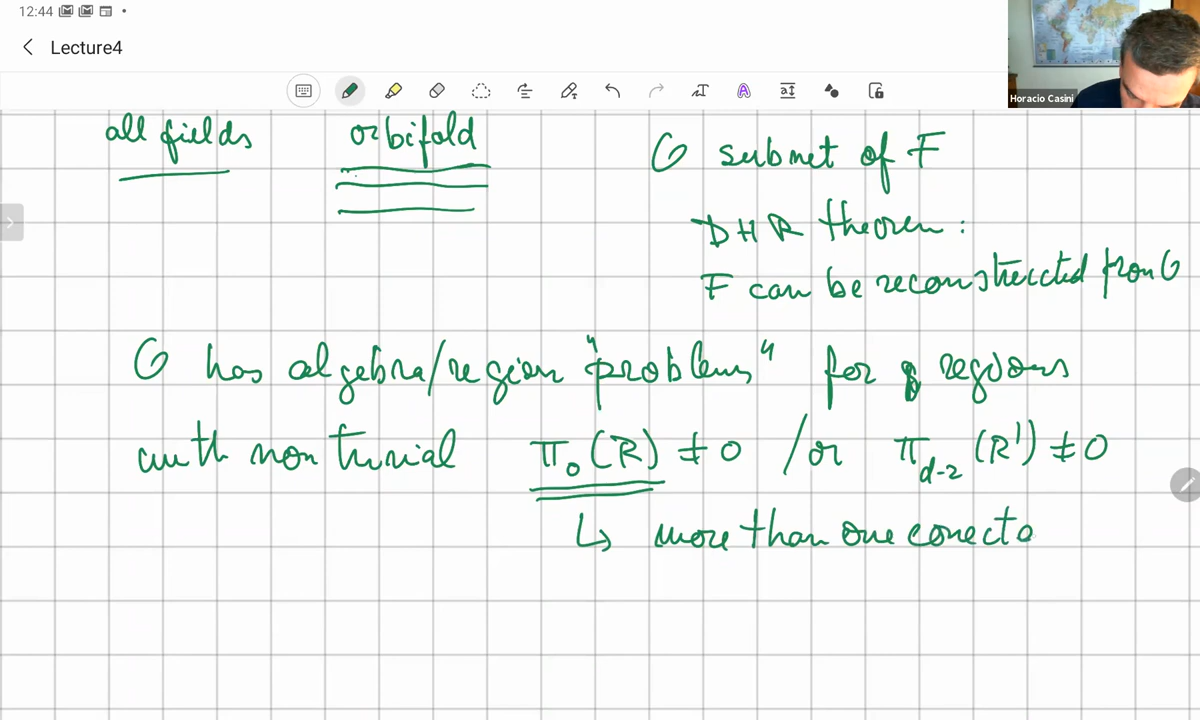 12:44
Lecture4
Horacio Casini
all fields
orbifold
O subnet of F
DHR theorem:
F can be reconstructed from O
O has algebra/region "problems" for regions
with non trivial π₀(R) ≠ 0 / or π_{d-2}(R') ≠ 0
↳ more than one conecto